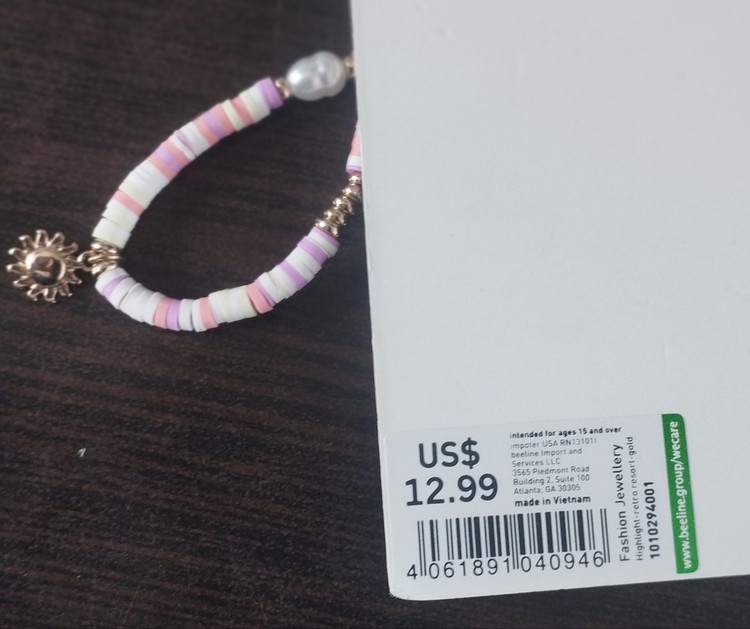 US$
12.99
intended for ages 15 and over
impoter USA RN131011
beeline Import and
Services LLC
3565 Piedmont Road
Building 2, Suite 100
Atlanta, GA 30305
made in Vietnam
4 061891 040946
Fashion Jewellery
Highlight-retro resort-gold
1010294001
www.beeline.group/wecare